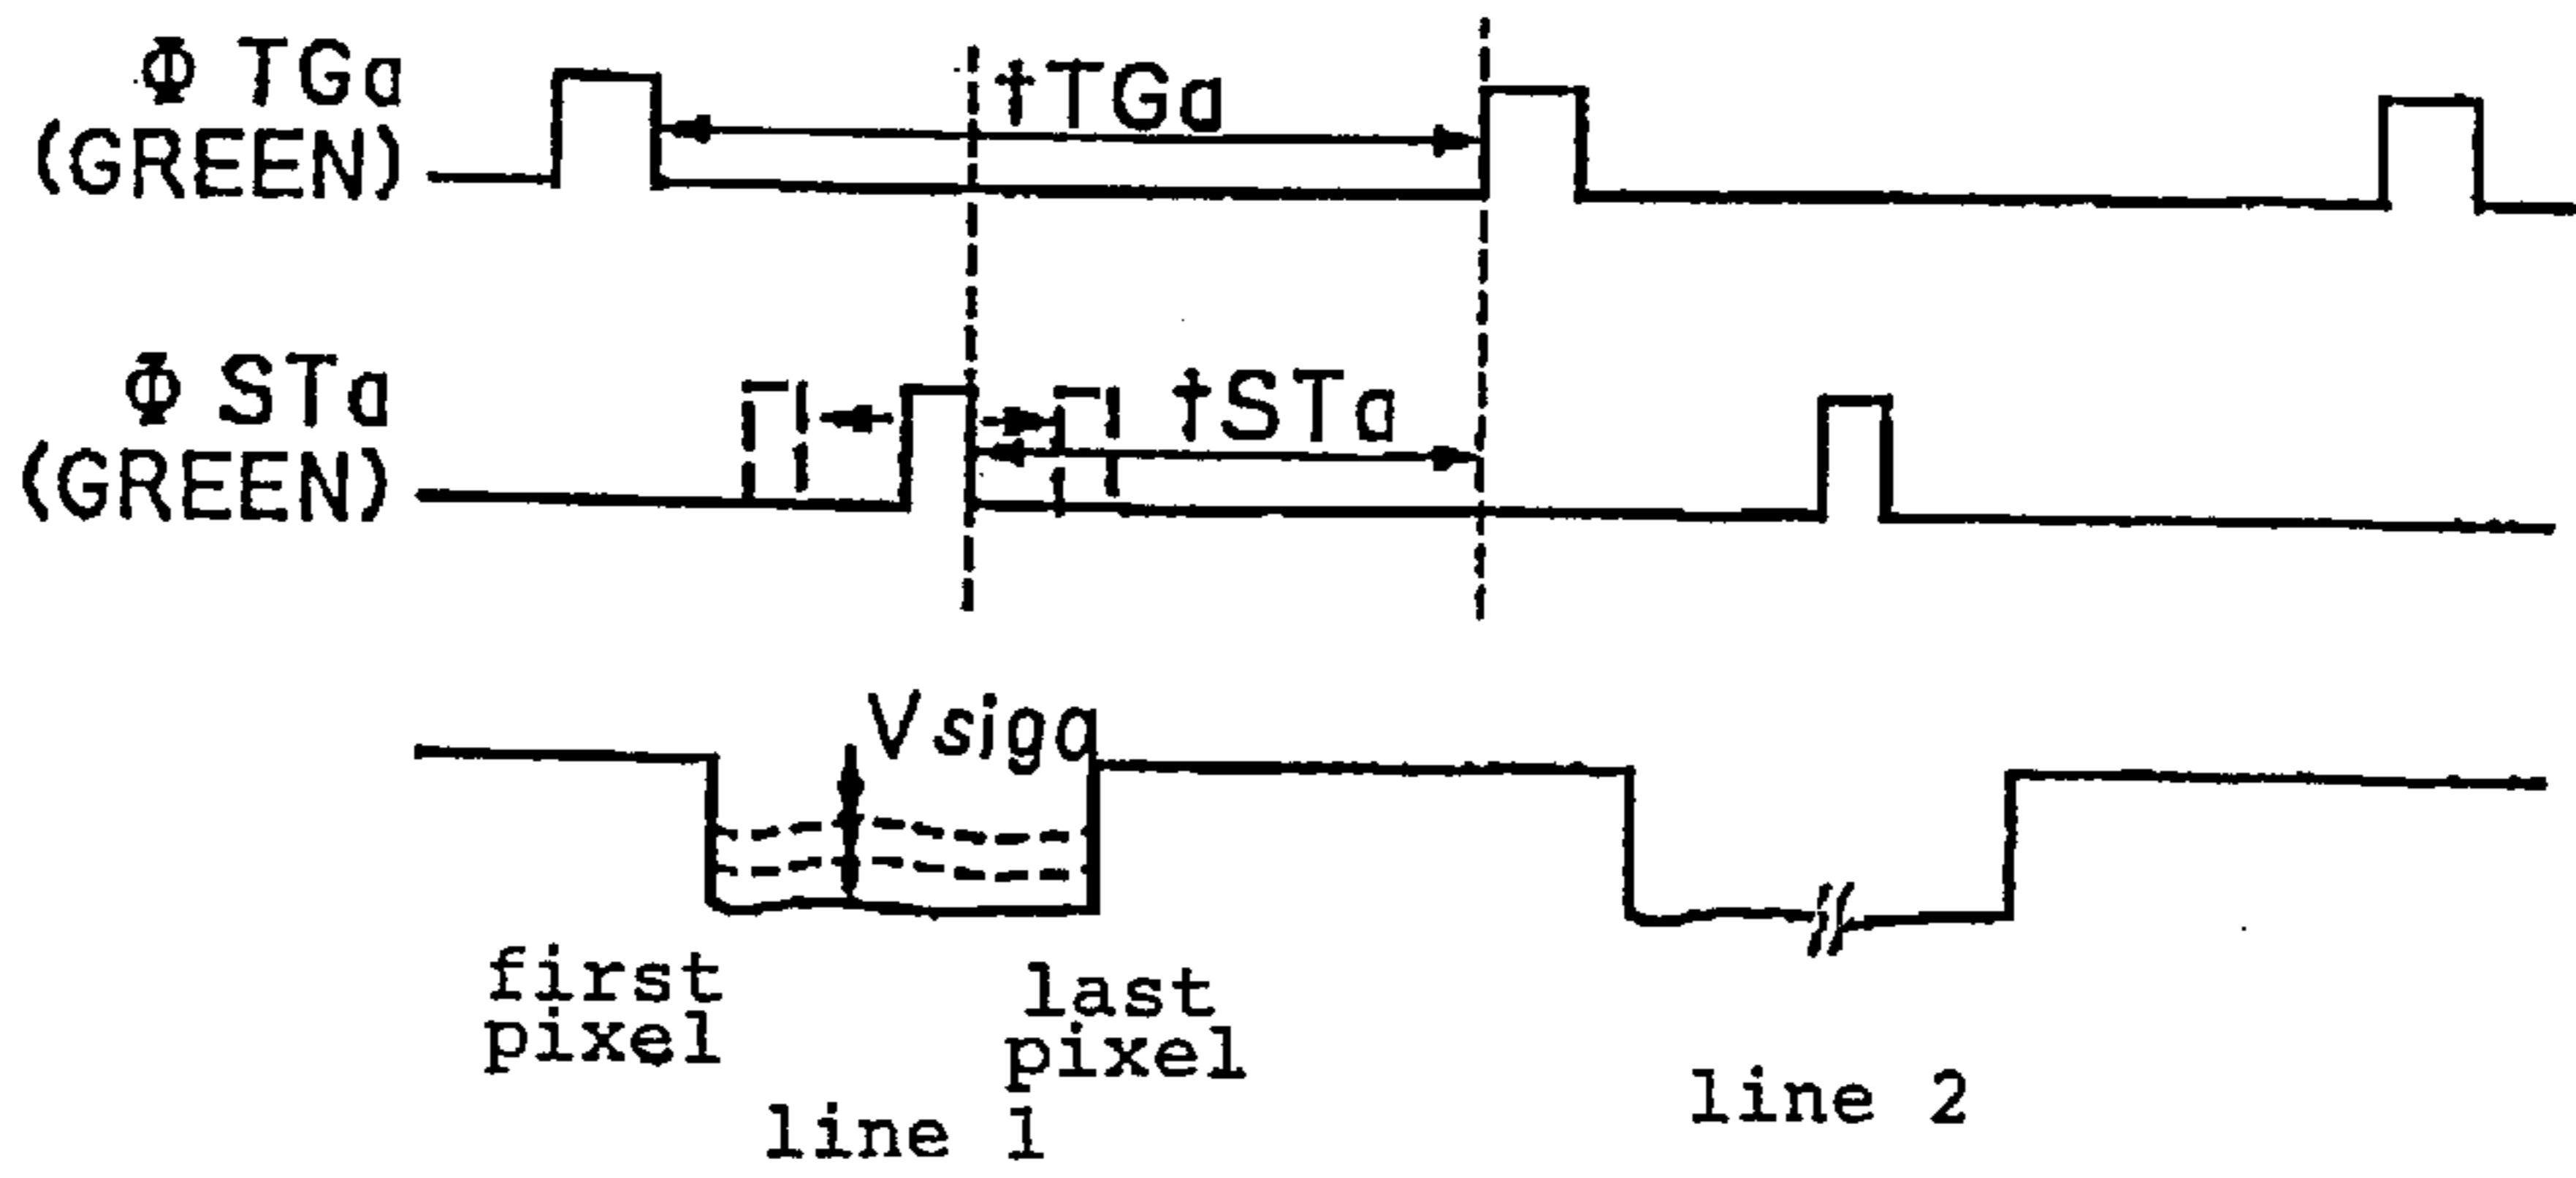 Φ TGa
(GREEN)
tTGa
Φ STa
(GREEN)
tSTa
Vsiga
first
pixel
last
pixel
line 1
line 2